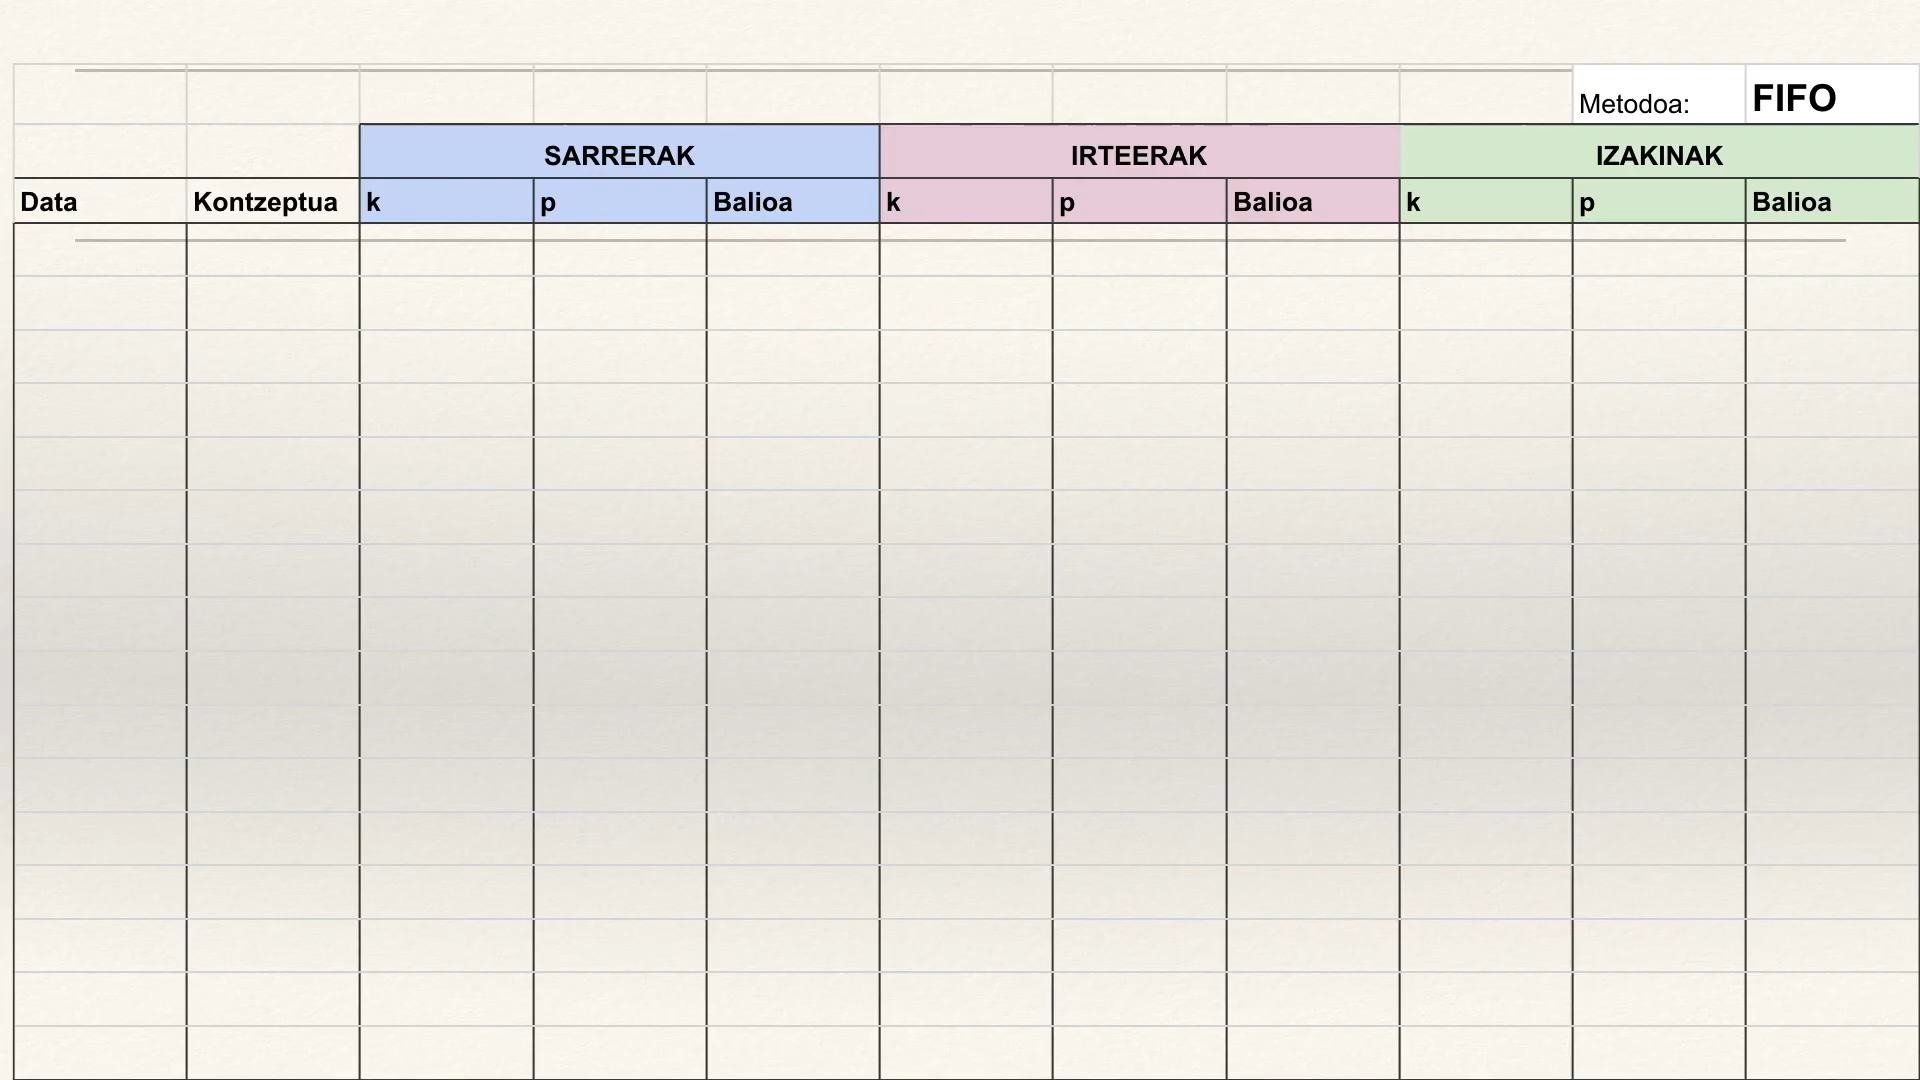 Metodoa: FIFO
SARRERAK IRTEERAK IZAKINAK
Data Kontzeptua k p Balioa k p Balioa k p Balioa